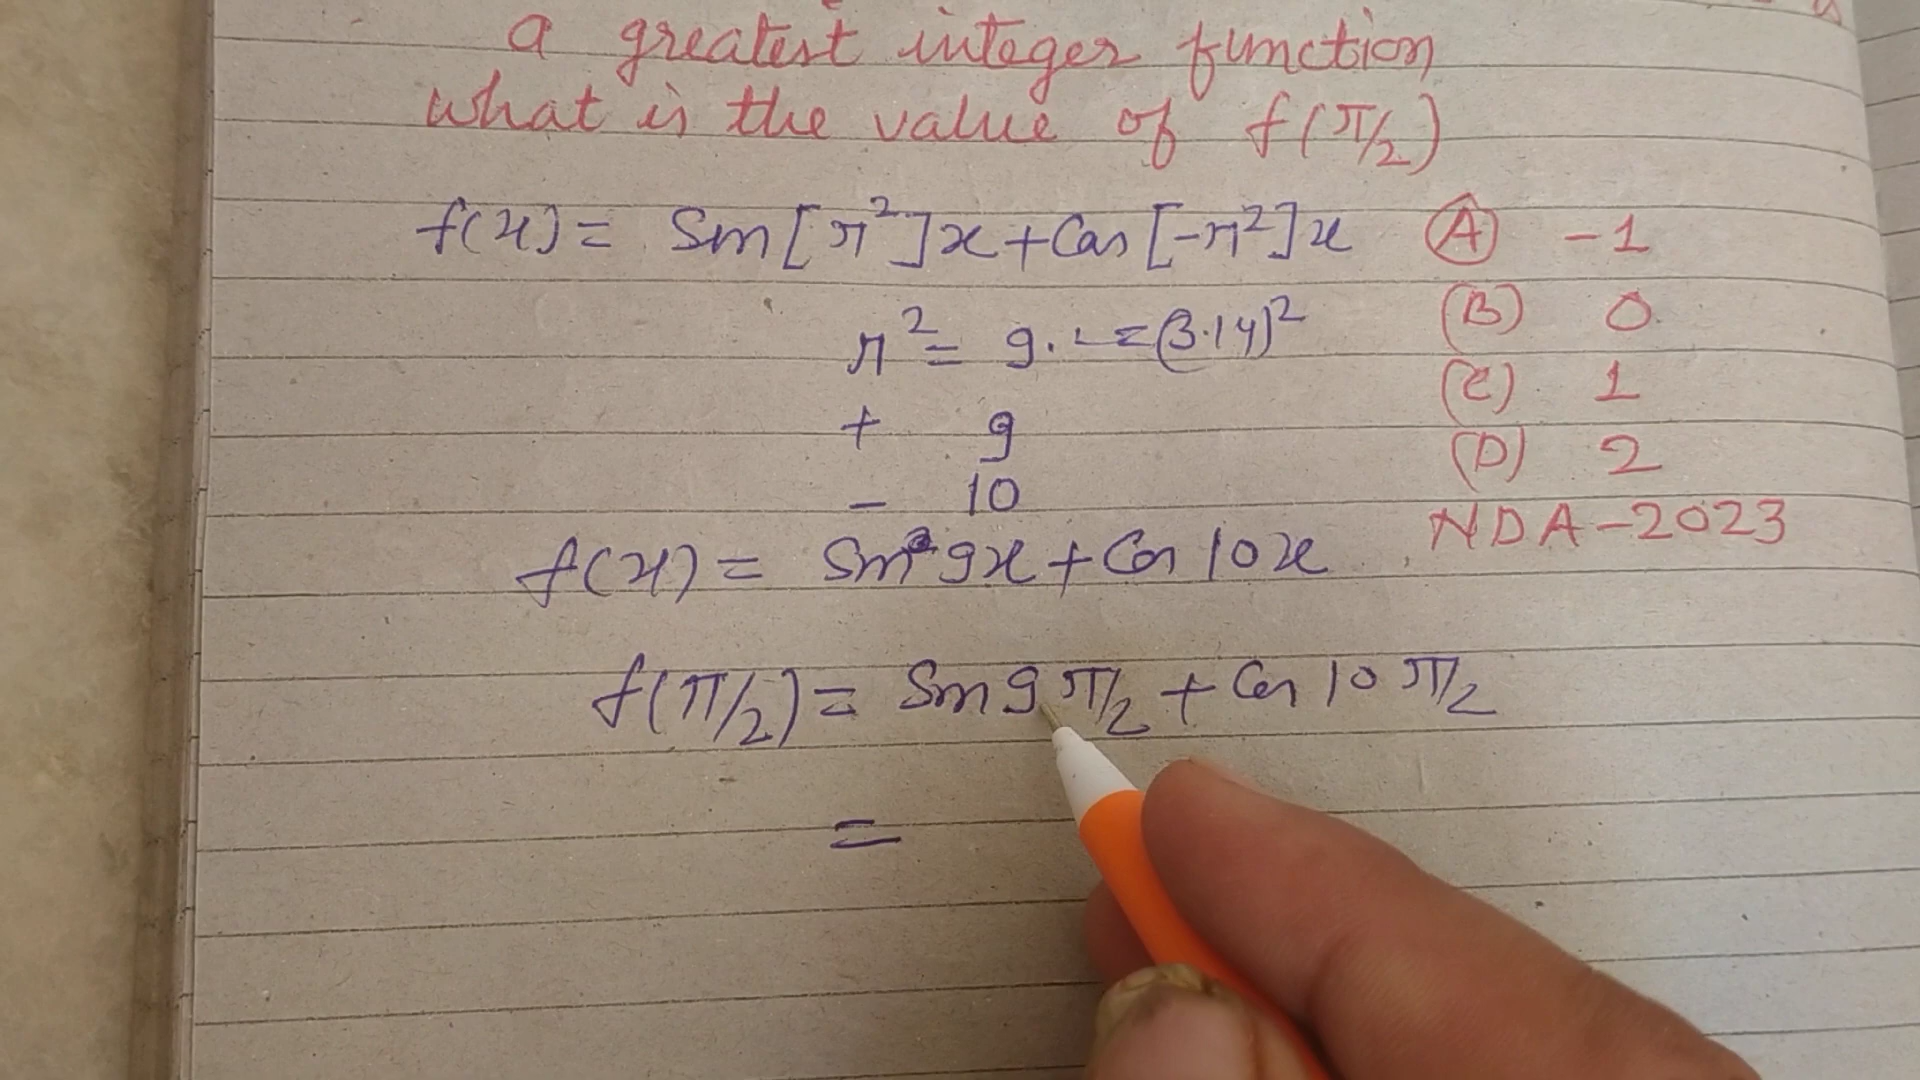 a greatest integer function
what is the value of f(π/2)
f(x) = Sin[π²]x + Cos[-π²]x (A) -1
π² = 9. - = (3.14)² (B) 0
(C) 1
+ 9
(D) 2
- 10
NDA-2023
f(x) = Sin 9x + Cos 10x
f(π/2) = Sin 9π/2 + Cos 10 π/2
=